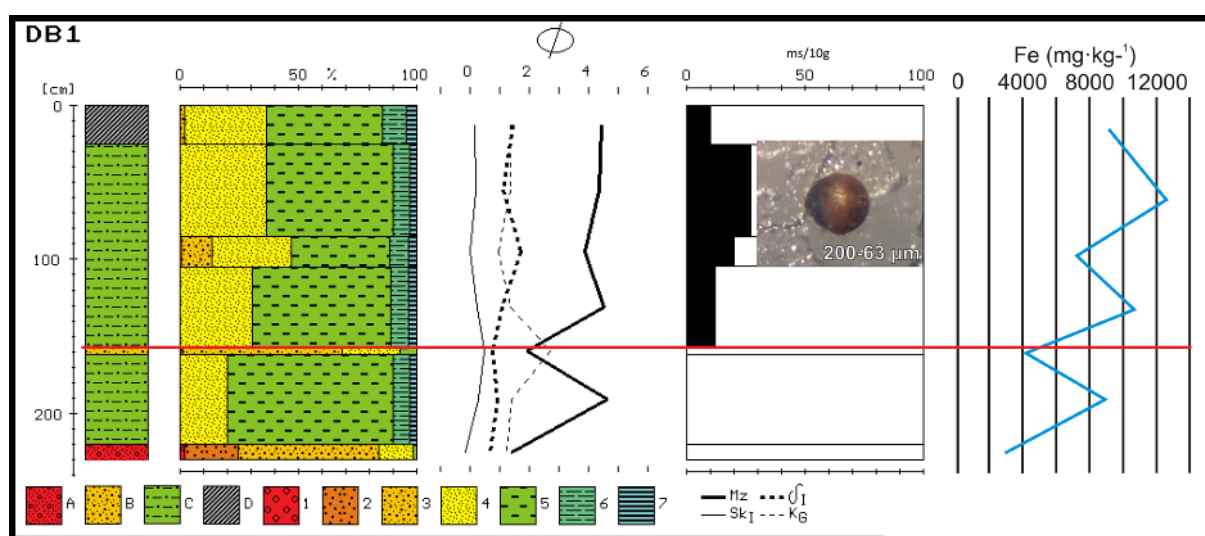 DB1
ms/10g
Fe (mg·kg-¹)
0 50 % 100
0 2 4 6
0 50 100
0 4000 8000 12000
[cm]
0
100
200
200-63 µm
A B C D 1 2 3 4 5 6 7
Mz δI
SkI KG